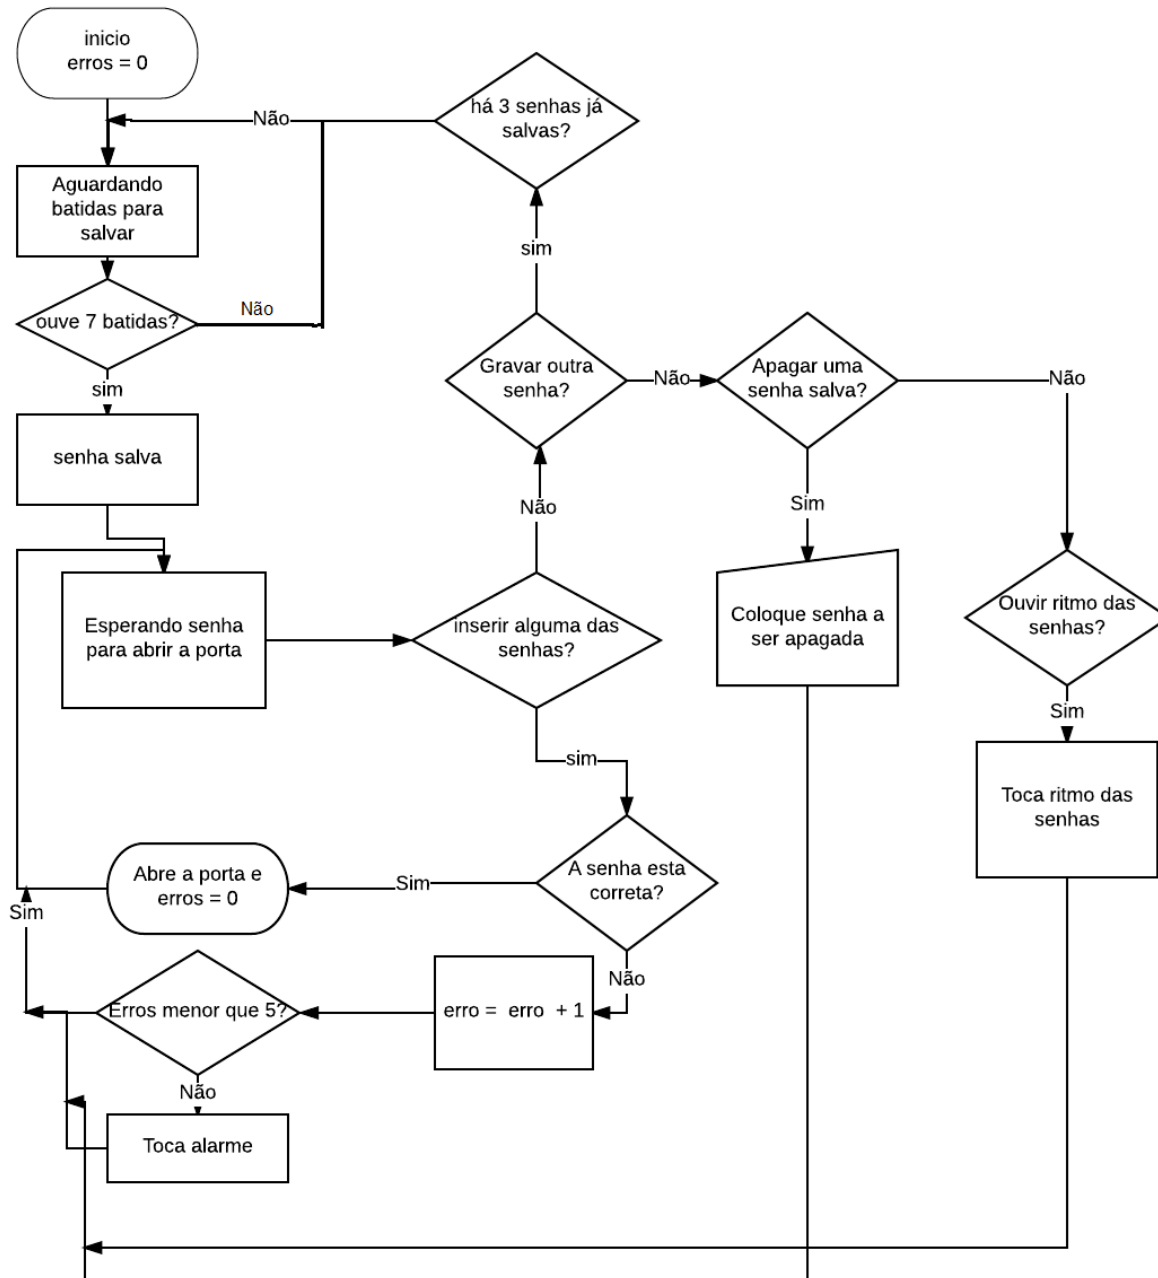 inicio
erros = 0
há 3 senhas já
salvas?
Não
Aguardando
batidas para
salvar
sim
ouve 7 batidas?
Não
Gravar outra
senha?
Não
Apagar uma
senha salva?
Não
sim
senha salva
Não
Sim
Esperando senha
para abrir a porta
inserir alguma das
senhas?
Coloque senha a
ser apagada
Ouvir ritmo das
senhas?
Sim
sim
Toca ritmo das
senhas
Abre a porta e
erros = 0
Sim
A senha esta
correta?
Sim
Não
Erros menor que 5?
erro = erro + 1
Não
Toca alarme